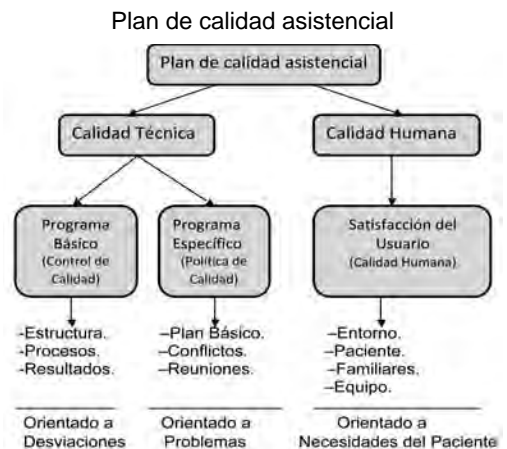 Plan de calidad asistencial
Plan de calidad asistencial
Calidad Técnica
Calidad Humana
Programa
Básico
(Control de
Calidad)
Programa
Específico
(Política de
Calidad)
Satisfacción del
Usuario
(Calidad Humana)
-Estructura.
-Procesos.
-Resultados.
–Plan Básico.
–Conflictos.
–Reuniones.
–Entorno.
–Paciente.
–Familiares.
–Equipo.
Orientado a
Desviaciones
Orientado a
Problemas
Orientado a
Necesidades del Paciente